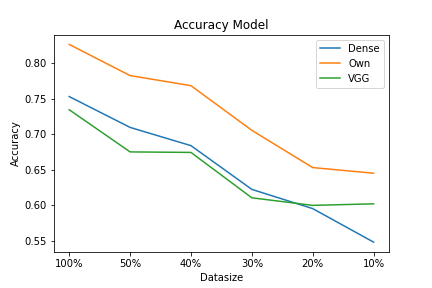 Accuracy Model
Dense
Own
VGG
Accuracy
0.80
0.75
0.70
0.65
0.60
0.55
100% 50% 40% 30% 20% 10%
Datasize